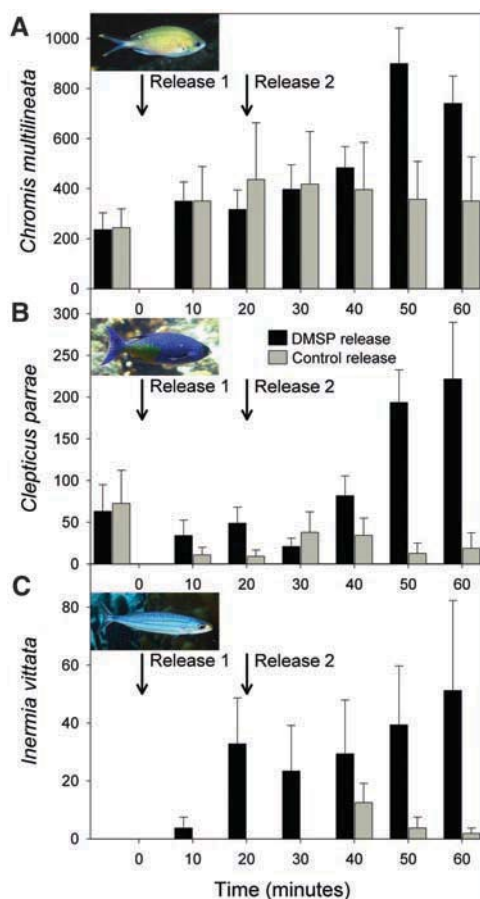 A
1000
800
600
400
200
0
Chromis multilineata
Release 1
Release 2
0 10 20 30 40 50 60
B
300
250
200
150
100
50
0
Clepticus parrae
DMSP release
Control release
Release 1
Release 2
0 10 20 30 40 50 60
C
80
60
40
20
0
Inermia vittata
Release 1
Release 2
0 10 20 30 40 50 60
Time (minutes)